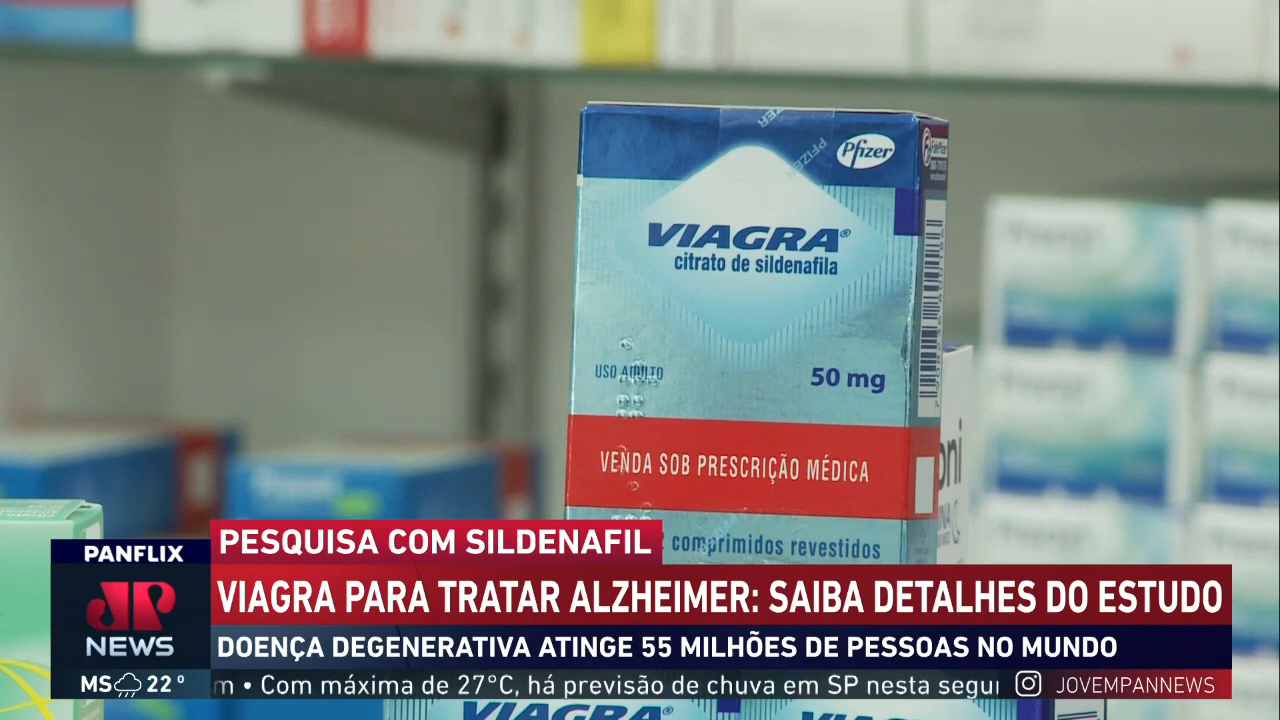 PFIZER
PFIZER
Pfizer
VIAGRA®
citrato de sildenafila
USO ADULTO
50 mg
VENDA SOB PRESCRIÇÃO MÉDICA
comprimidos revestidos
PESQUISA COM SILDENAFIL
PANFLIX
VIAGRA PARA TRATAR ALZHEIMER: SAIBA DETALHES DO ESTUDO
JP
NEWS
DOENÇA DEGENERATIVA ATINGE 55 MILHÕES DE PESSOAS NO MUNDO
MS 22° m • Com máxima de 27°C, há previsão de chuva em SP nesta segu JOVEMPANNEWS
VIAGRA